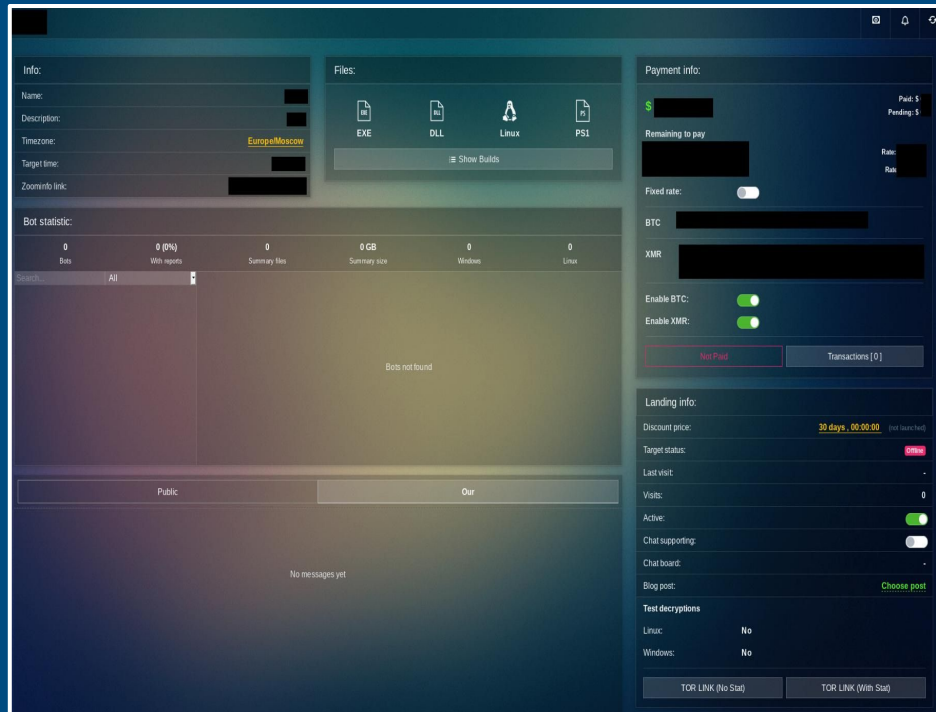 Info:
Name:
Description:
Timezone: Europe/Moscow
Target time:
Zoominfo link:
Files:
EXE DLL PS
EXE DLL Linux PS1
Show Builds
Bot statistic:
0 0 (0%) 0 0 GB 0 0
Bots With reports Summary files Summary size Windows Linux
Search... All
Bots not found
Public Our
No messages yet
Payment info:
$
Paid: $
Pending: $
Remaining to pay
Rate:
Rate
Fixed rate:
BTC
XMR
Enable BTC:
Enable XMR:
Not Paid Transactions [ 0 ]
Landing info:
Discount price: 30 days , 00:00:00 (not launched)
Target status: Offline
Last visit: -
Visits: 0
Active:
Chat supporting:
Chat board: -
Blog post: Choose post
Test decryptions
Linux: No
Windows: No
TOR LINK (No Stat) TOR LINK (With Stat)